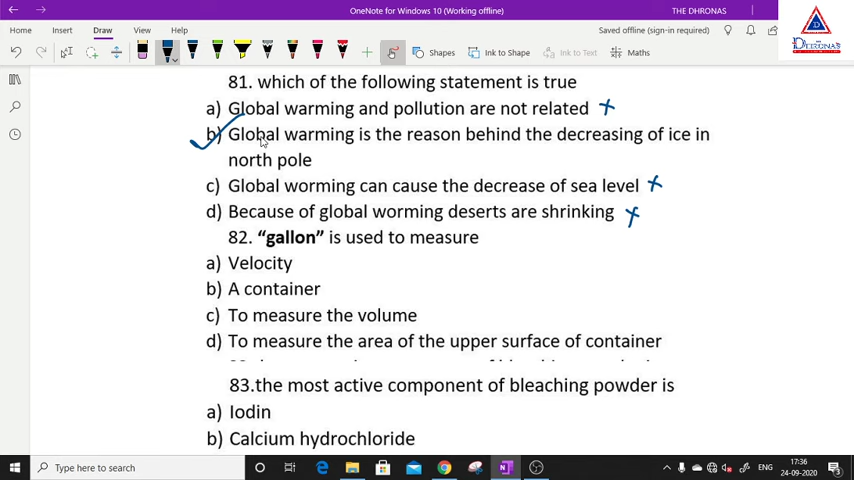 OneNote for Windows 10 (Working offline)
THE DHRONAS
Home Insert Draw View Help
Saved offline (sign-in required)
Shapes Ink to Shape Ink to Text Maths
DHRONAS
81. which of the following statement is true
a) Global warming and pollution are not related
b) Global warming is the reason behind the decreasing of ice in
north pole
c) Global worming can cause the decrease of sea level
d) Because of global worming deserts are shrinking
82. “gallon” is used to measure
a) Velocity
b) A container
c) To measure the volume
d) To measure the area of the upper surface of container
83.the most active component of bleaching powder is
a) Iodin
b) Calcium hydrochloride
Type here to search
ENG
17:36
24-09-2020
3